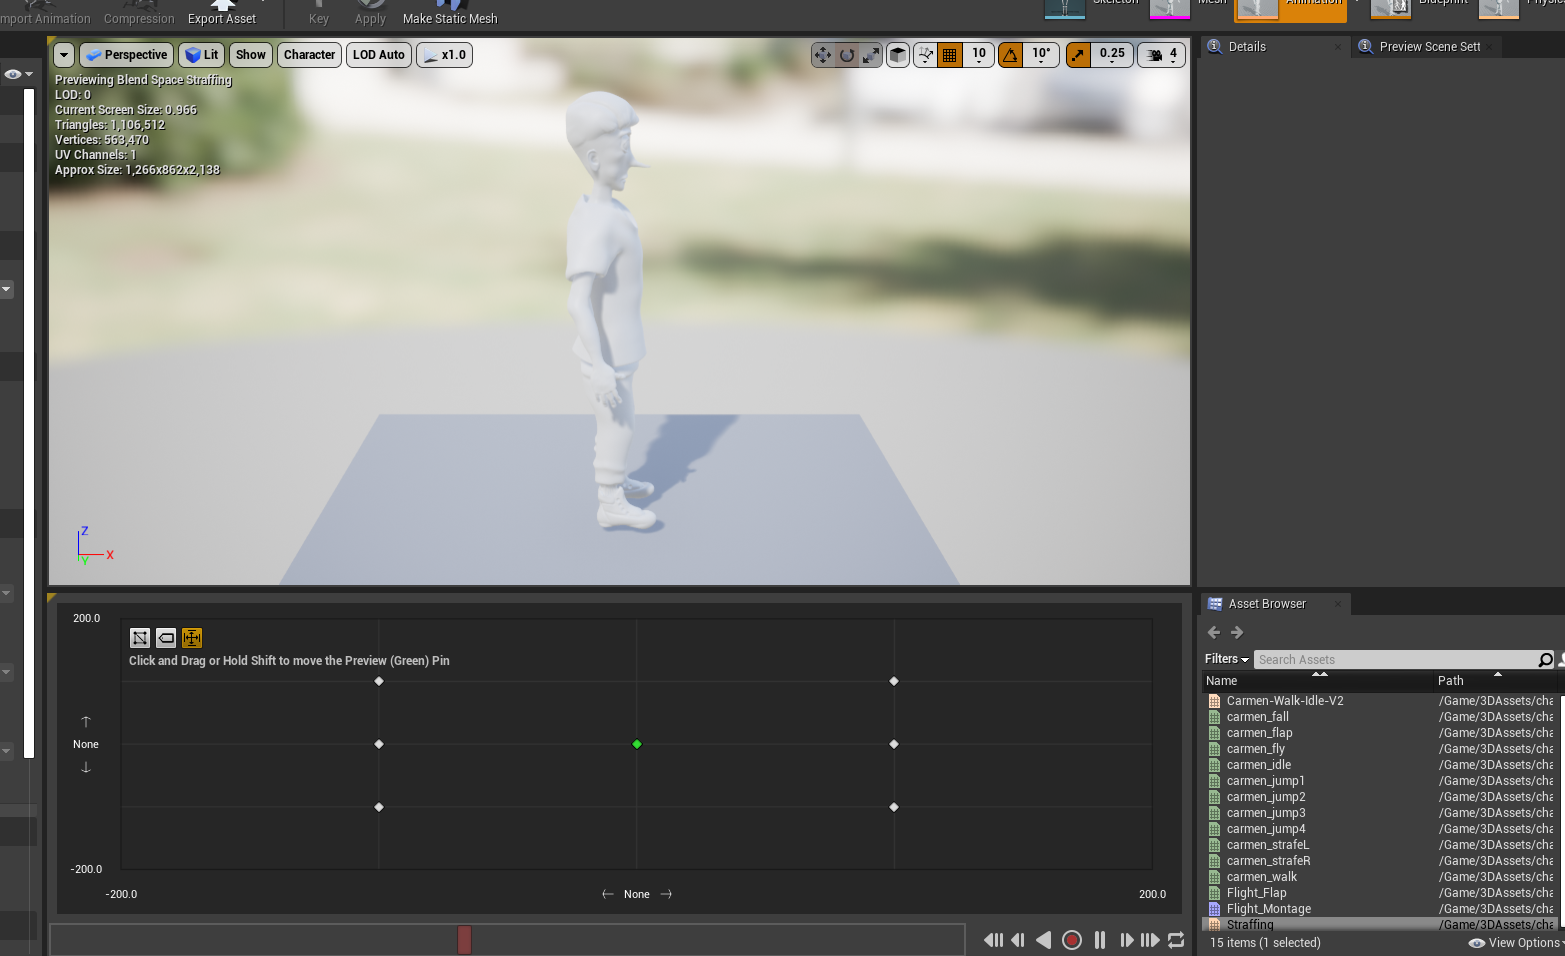 mport Animation
Compression
Export Asset
Key
Apply
Make Static Mesh
Skeleton
Mesh
Animation
Blueprint
Physic
Perspective
Lit
Show
Character
LOD Auto
x1.0
10
10°
0.25
4
Previewing Blend Space Straffing
LOD: 0
Current Screen Size: 0.966
Triangles: 1,106,512
Vertices: 563,470
UV Channels: 1
Approx Size: 1,266x862x2,138
Z
X
Y
Details
Preview Scene Sett
200.0
Click and Drag or Hold Shift to move the Preview (Green) Pin
None
-200.0
-200.0
None
200.0
Asset Browser
Filters
Search Assets
Name
Path
Carmen-Walk-Idle-V2 /Game/3DAssets/cha
carmen_fall /Game/3DAssets/cha
carmen_flap /Game/3DAssets/cha
carmen_fly /Game/3DAssets/cha
carmen_idle /Game/3DAssets/cha
carmen_jump1 /Game/3DAssets/cha
carmen_jump2 /Game/3DAssets/cha
carmen_jump3 /Game/3DAssets/cha
carmen_jump4 /Game/3DAssets/cha
carmen_strafeL /Game/3DAssets/cha
carmen_strafeR /Game/3DAssets/cha
carmen_walk /Game/3DAssets/cha
Flight_Flap /Game/3DAssets/cha
Flight_Montage /Game/3DAssets/cha
Straffing /Game/3DAssets/cha
15 items (1 selected)
View Options